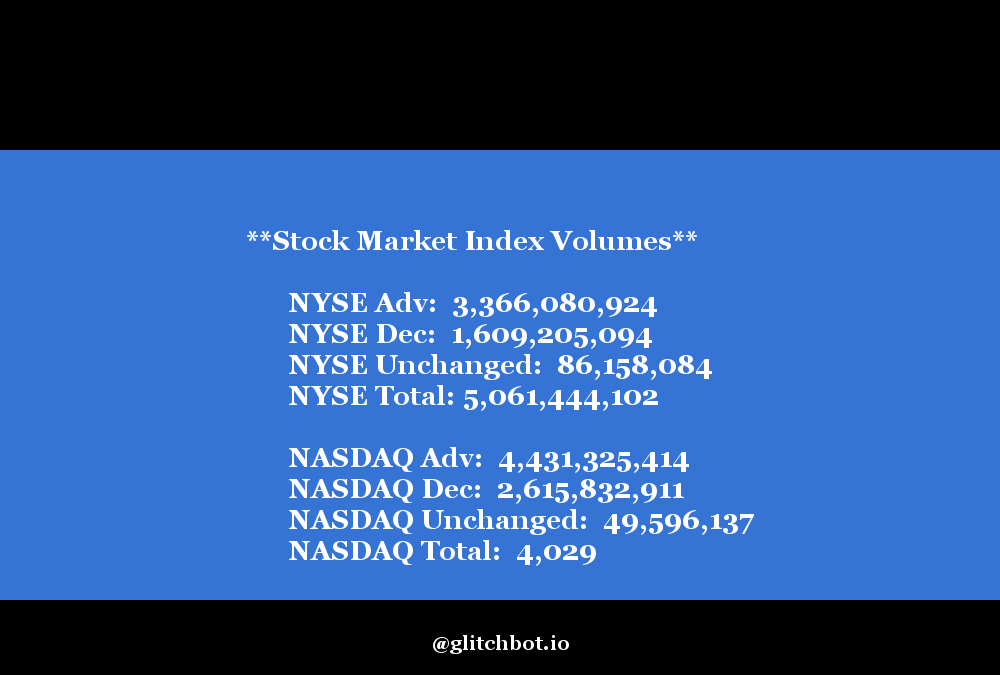 **Stock Market Index Volumes**
NYSE Adv: 3,366,080,924
NYSE Dec: 1,609,205,094
NYSE Unchanged: 86,158,084
NYSE Total: 5,061,444,102
NASDAQ Adv: 4,431,325,414
NASDAQ Dec: 2,615,832,911
NASDAQ Unchanged: 49,596,137
NASDAQ Total: 4,029
@glitchbot.io